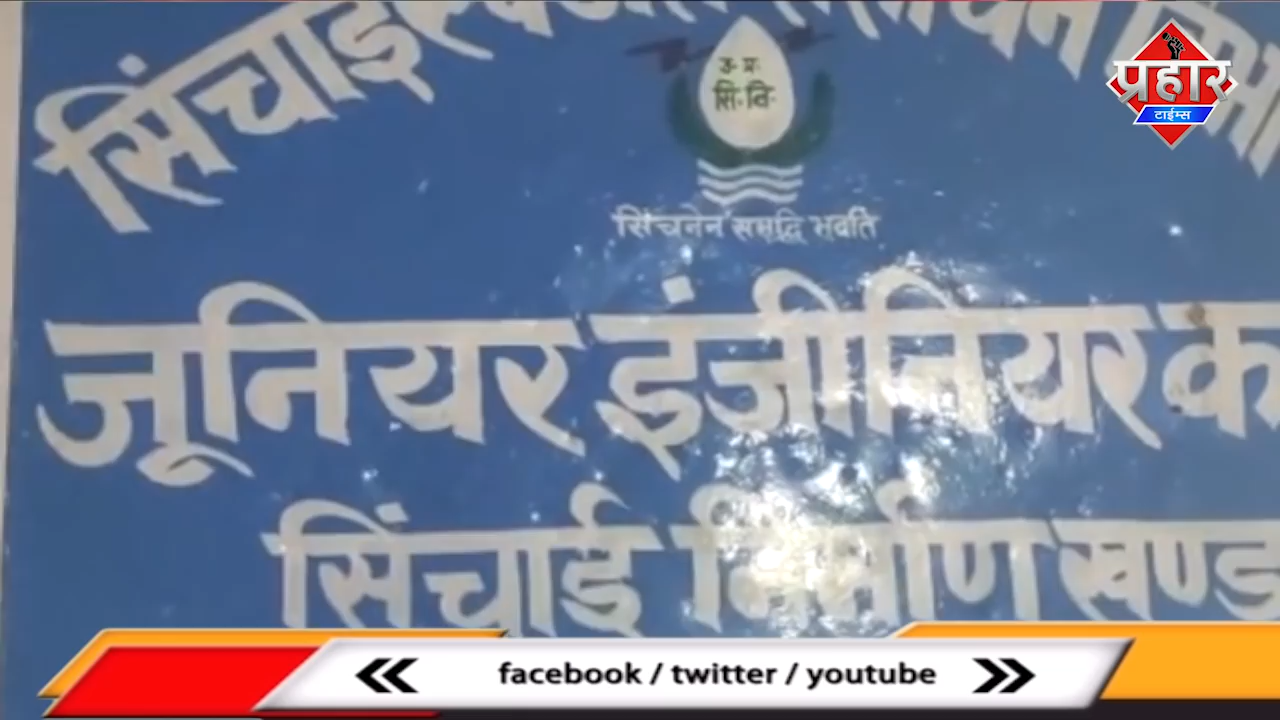 प्रहार
टाईम्स
उ. प्र.
सिं. वि.
सिंचनेन समृद्धि भवति
जूनियर इंजीनियर
सिंचाई निर्माण खण्ड
facebook / twitter / youtube